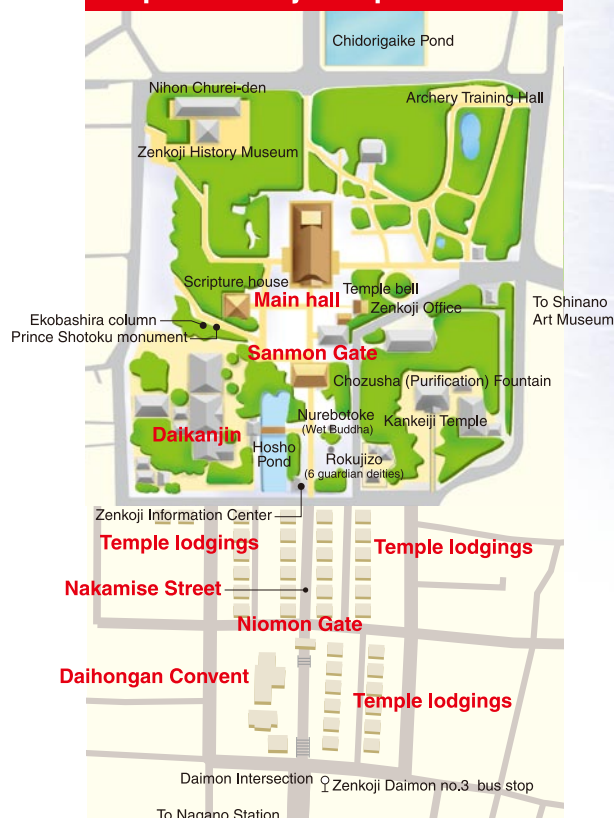 Chidorigaike Pond
Nihon Churei-den
Archery Training Hall
Zenkoji History Museum
Scripture house
Main hall
Temple bell
Zenkoji Office
To Shinano
Art Museum
Ekobashira column
Prince Shotoku monument
Sanmon Gate
Chozusha (Purification) Fountain
Nurebotoke
(Wet Buddha)
Kankeiji Temple
Daikanjin
Hosho
Pond
Rokujizo
(6 guardian deities)
Zenkoji Information Center
Temple lodgings
Temple lodgings
Nakamise Street
Niomon Gate
Daihongan Convent
Temple lodgings
Daimon Intersection
Zenkoji Daimon no.3 bus stop
To Nagano Station